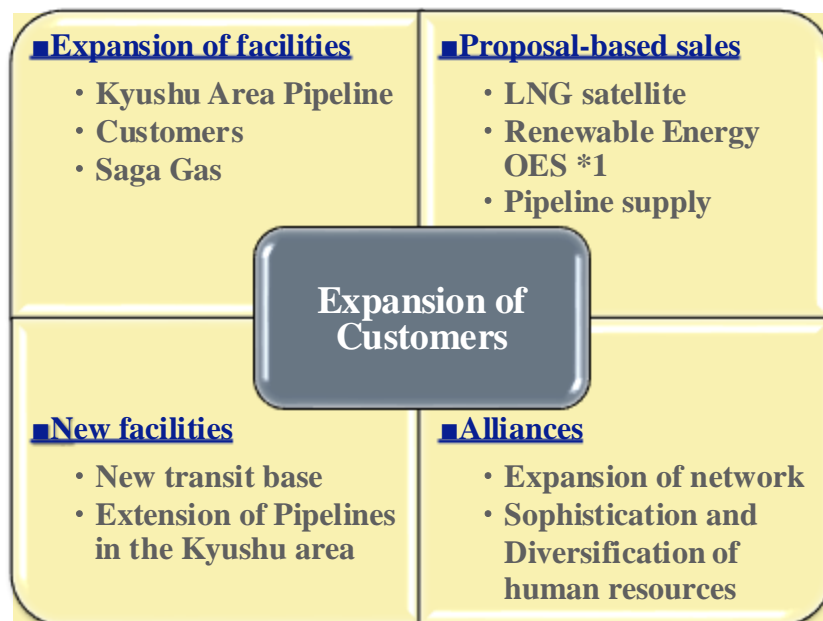 ■Expansion of facilities
・Kyushu Area Pipeline
・Customers
・Saga Gas
■Proposal-based sales
・LNG satellite
・Renewable Energy
OES *1
・Pipeline supply
Expansion of
Customers
■New facilities
・New transit base
・Extension of Pipelines
in the Kyushu area
■Alliances
・Expansion of network
・Sophistication and
Diversification of
human resources